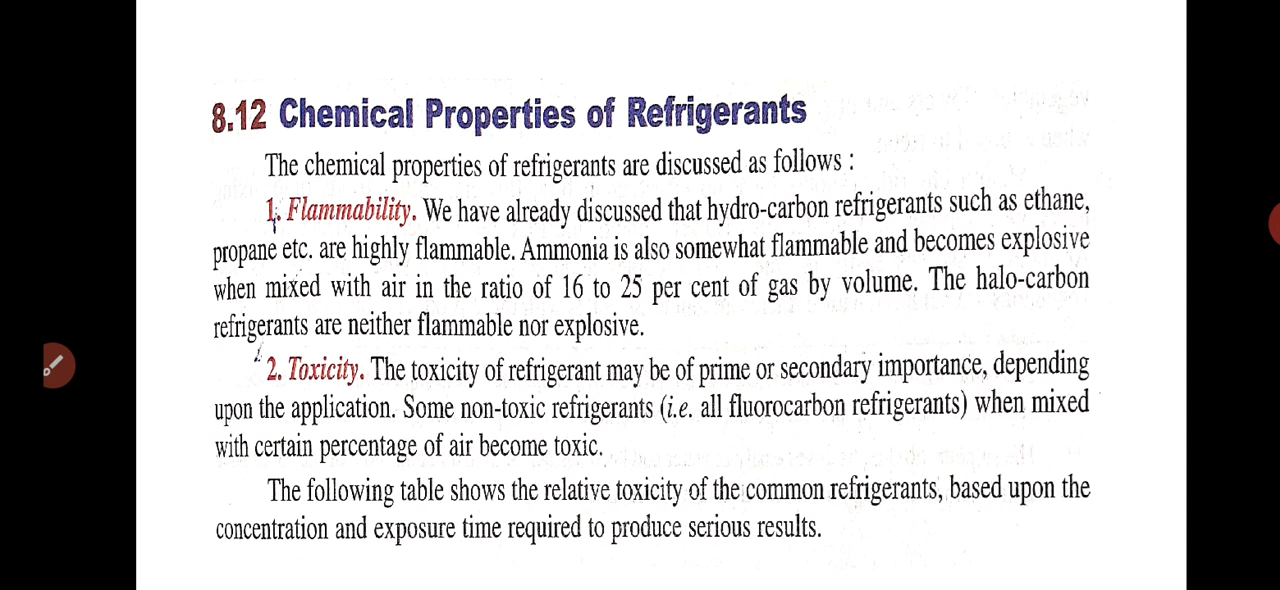 8.12 Chemical Properties of Refrigerants
The chemical properties of refrigerants are discussed as follows :
1. Flammability. We have already discussed that hydro-carbon refrigerants such as ethane,
propane etc. are highly flammable. Ammonia is also somewhat flammable and becomes explosive
when mixed with air in the ratio of 16 to 25 per cent of gas by volume. The halo-carbon
refrigerants are neither flammable nor explosive.
2. Toxicity. The toxicity of refrigerant may be of prime or secondary importance, depending
upon the application. Some non-toxic refrigerants (i.e. all fluorocarbon refrigerants) when mixed
with certain percentage of air become toxic.
The following table shows the relative toxicity of the common refrigerants, based upon the
concentration and exposure time required to produce serious results.